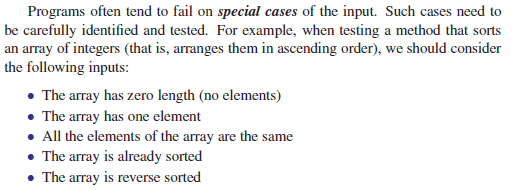 Programs often tend to fail on special cases of the input. Such cases need to
be carefully identified and tested. For example, when testing a method that sorts
an array of integers (that is, arranges them in ascending order), we should consider
the following inputs:
• The array has zero length (no elements)
• The array has one element
• All the elements of the array are the same
• The array is already sorted
• The array is reverse sorted